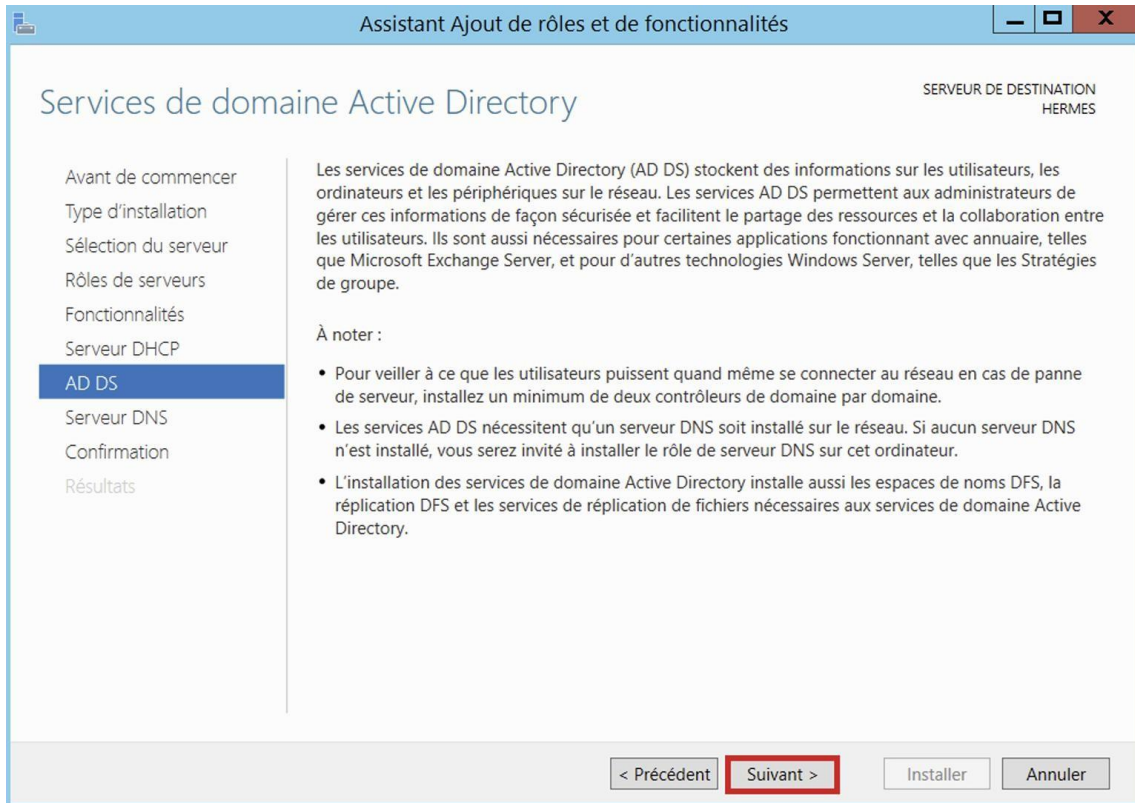 Assistant Ajout de rôles et de fonctionnalités
X
Services de domaine Active Directory
SERVEUR DE DESTINATION
HERMES
Avant de commencer
Type d'installation
Sélection du serveur
Rôles de serveurs
Fonctionnalités
Serveur DHCP
AD DS
Serveur DNS
Confirmation
Résultats
Les services de domaine Active Directory (AD DS) stockent des informations sur les utilisateurs, les
ordinateurs et les périphériques sur le réseau. Les services AD DS permettent aux administrateurs de
gérer ces informations de façon sécurisée et facilitent le partage des ressources et la collaboration entre
les utilisateurs. Ils sont aussi nécessaires pour certaines applications fonctionnant avec annuaire, telles
que Microsoft Exchange Server, et pour d'autres technologies Windows Server, telles que les Stratégies
de groupe.
À noter :
• Pour veiller à ce que les utilisateurs puissent quand même se connecter au réseau en cas de panne
de serveur, installez un minimum de deux contrôleurs de domaine par domaine.
• Les services AD DS nécessitent qu'un serveur DNS soit installé sur le réseau. Si aucun serveur DNS
n'est installé, vous serez invité à installer le rôle de serveur DNS sur cet ordinateur.
• L'installation des services de domaine Active Directory installe aussi les espaces de noms DFS, la
réplication DFS et les services de réplication de fichiers nécessaires aux services de domaine Active
Directory.
< Précédent
Suivant >
Installer
Annuler